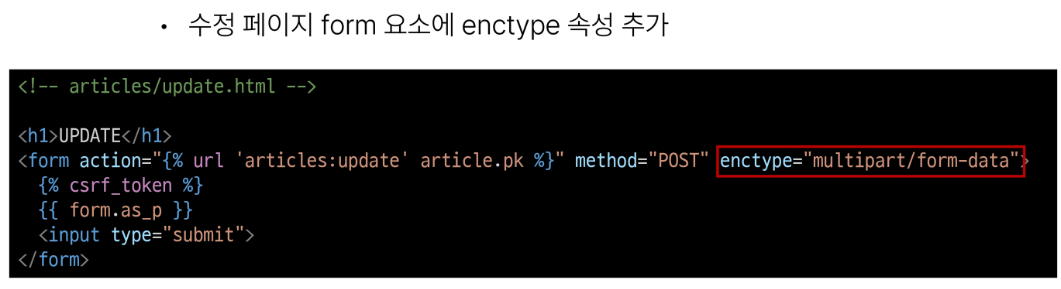 • 수정 페이지 form 요소에 enctype 속성 추가
<!-- articles/update.html -->
<h1>UPDATE</h1>
<form action="{% url 'articles:update' article.pk %}" method="POST" enctype="multipart/form-data">
  {% csrf_token %}
  {{ form.as_p }}
  <input type="submit">
</form>